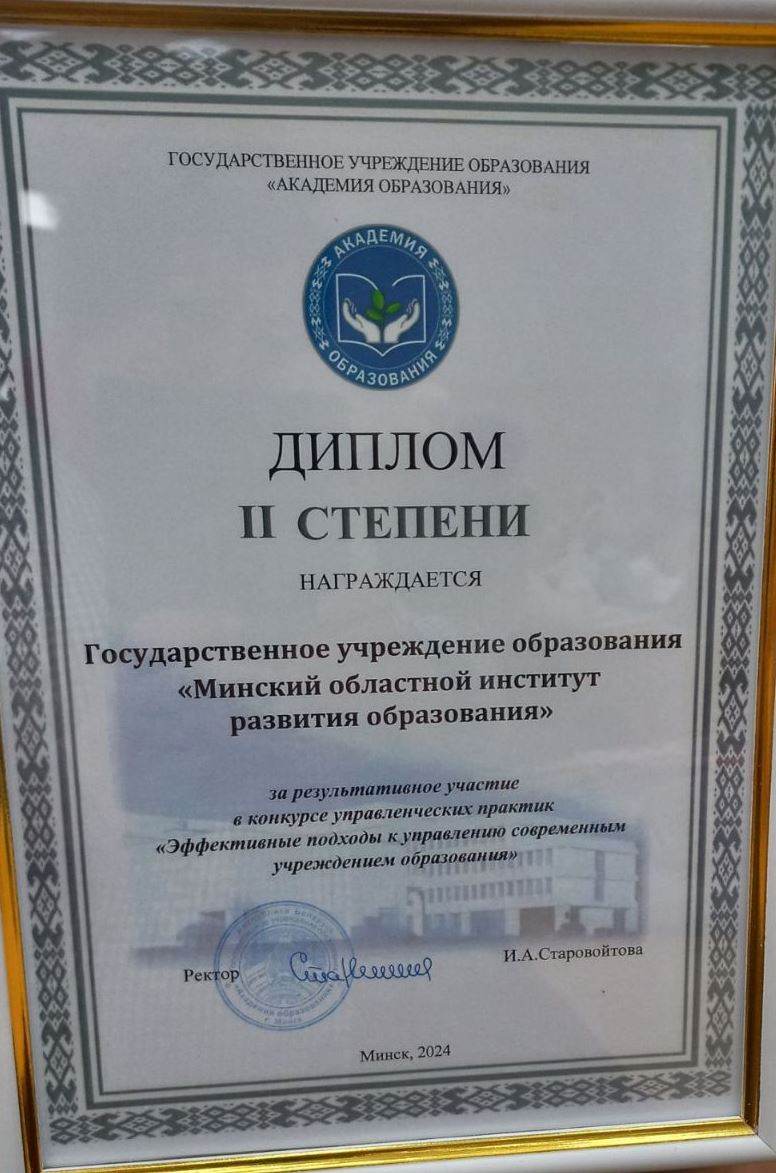 ГОСУДАРСТВЕННОЕ УЧРЕЖДЕНИЕ ОБРАЗОВАНИЯ
«АКАДЕМИЯ ОБРАЗОВАНИЯ»
АКАДЕМИЯ
ОБРАЗОВАНИЯ
ДИПЛОМ
II СТЕПЕНИ
НАГРАЖДАЕТСЯ
Государственное учреждение образования
«Минский областной институт
развития образования»
за результативное участие
в конкурсе управленческих практик
«Эффективные подходы к управлению современным
учреждением образования»
Ректор
И.А.Старовойтова
Минск, 2024